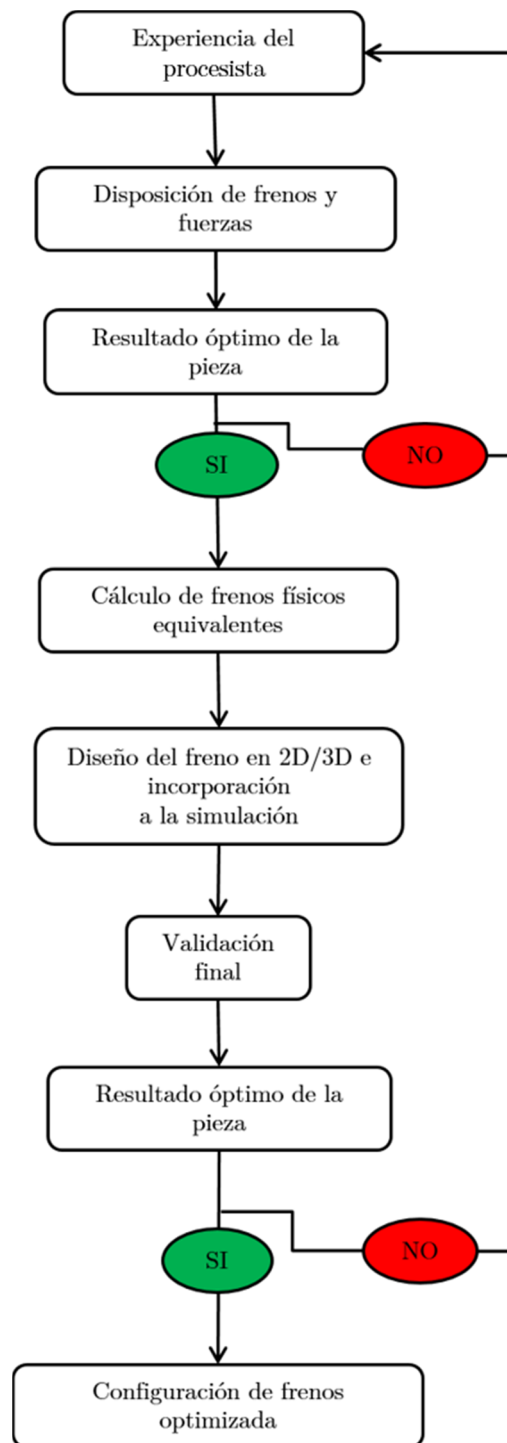 Experiencia del
procesista
Disposición de frenos y
fuerzas
Resultado óptimo de la
pieza
SI
NO
Cálculo de frenos físicos
equivalentes
Diseño del freno en 2D/3D e
incorporación
a la simulación
Validación
final
Resultado óptimo de la
pieza
SI
NO
Configuración de frenos
optimizada